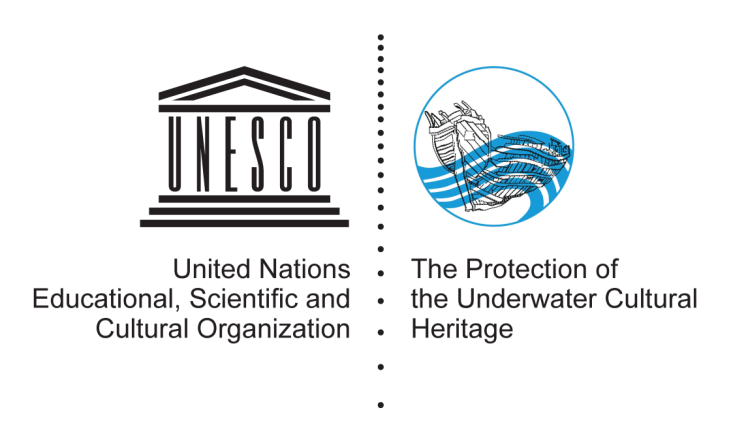 UNESCO
United Nations
Educational, Scientific and
Cultural Organization
The Protection of
the Underwater Cultural
Heritage